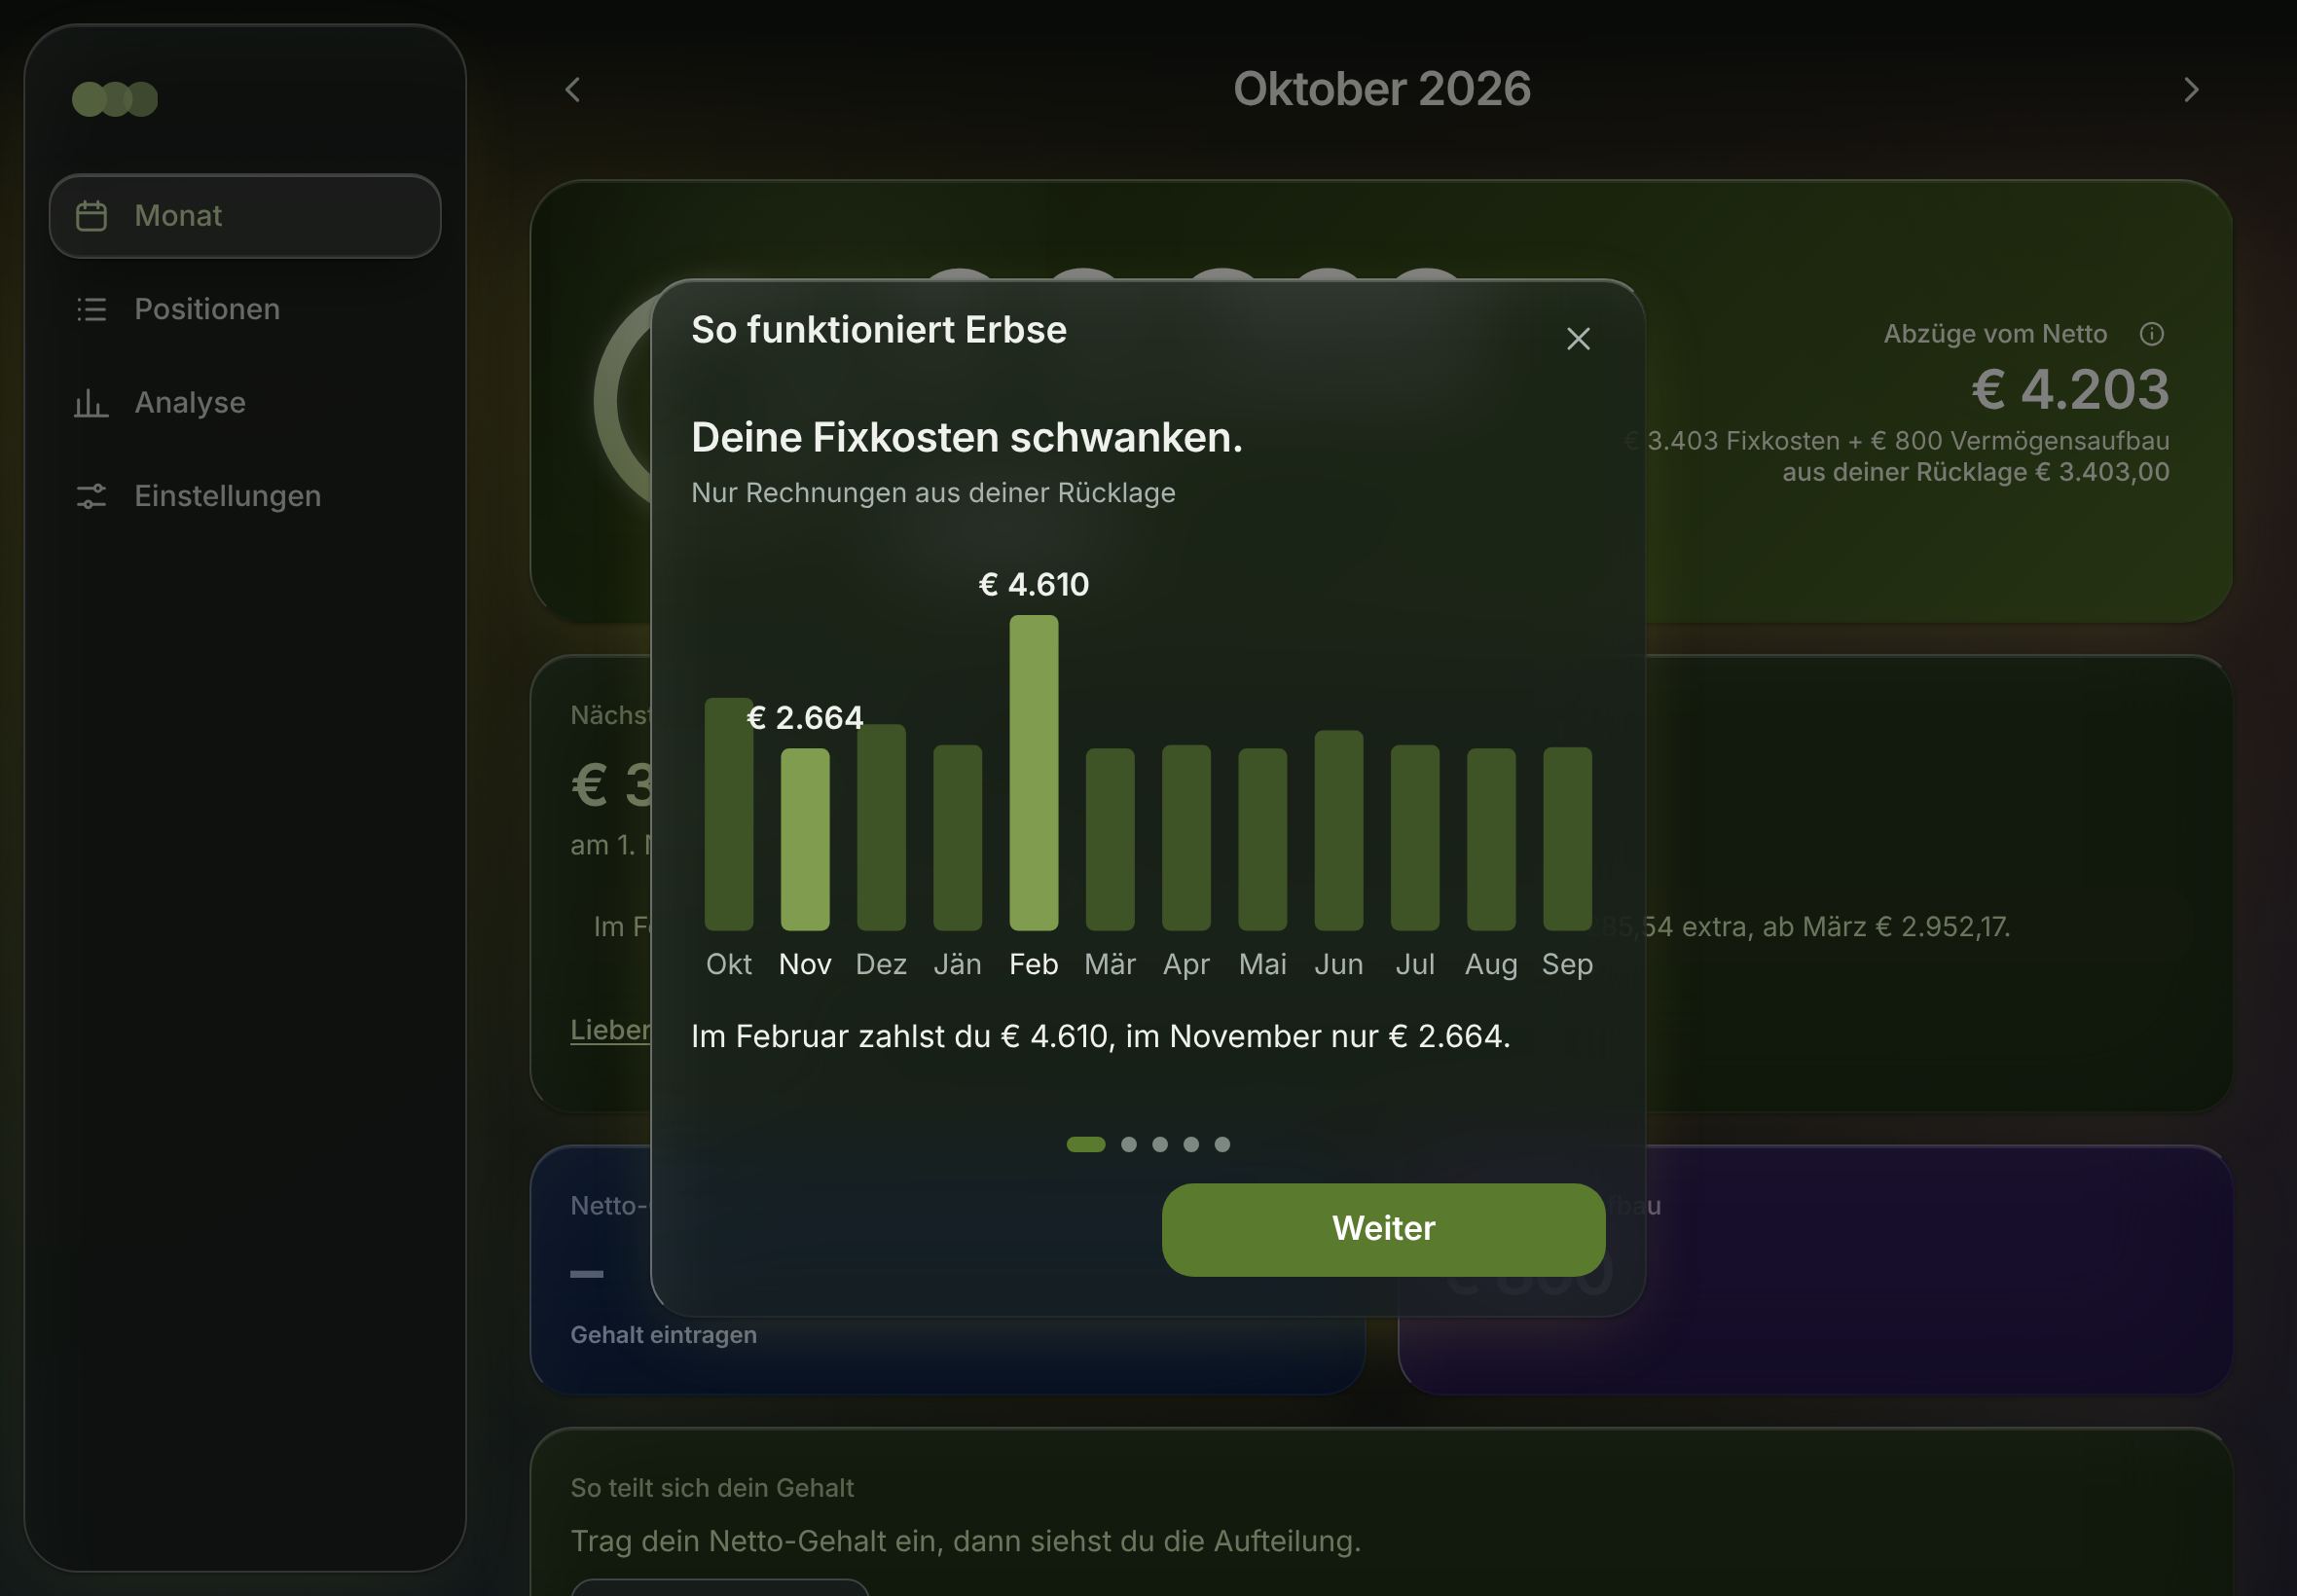 Oktober 2026
Monat
Positionen
Analyse
Einstellungen
Abzüge vom Netto
€ 4.203
€ 3.403 Fixkosten + € 800 Vermögensaufbau
aus deiner Rücklage € 3.403,00
So funktioniert Erbse
Deine Fixkosten schwanken.
Nur Rechnungen aus deiner Rücklage
€ 4.610
€ 2.664
Okt Nov Dez Jän Feb Mär Apr Mai Jun Jul Aug Sep
Im Februar zahlst du € 4.610, im November nur € 2.664.
Weiter
€ 3
am 1.
Im
extra, ab März € 2.952,17.
€ 800
Gehalt eintragen
So teilt sich dein Gehalt
Trag dein Netto-Gehalt ein, dann siehst du die Aufteilung.